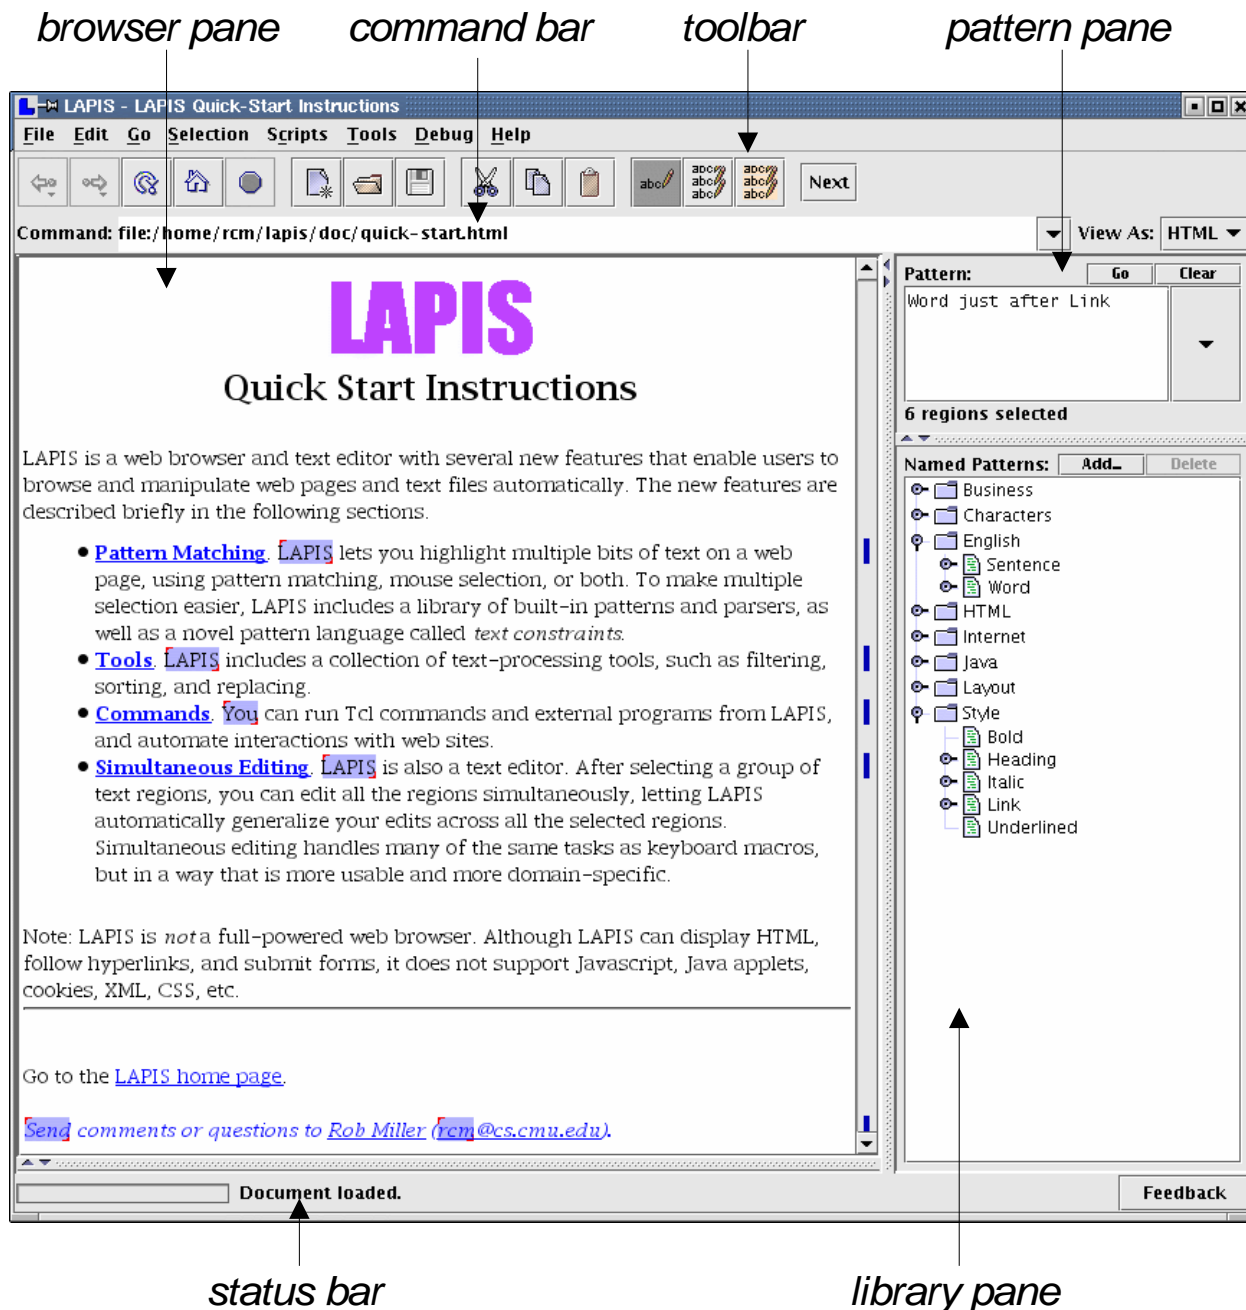 browser pane command bar toolbar pattern pane
LAPIS - LAPIS Quick-Start Instructions
File Edit Go Selection Scripts Tools Debug Help
abc abc abc abc abc abc abc Next
Command: file:/home/rcm/lapis/doc/quick-start.html View As: HTML
LAPIS
Quick Start Instructions
LAPIS is a web browser and text editor with several new features that enable users to
browse and manipulate web pages and text files automatically. The new features are
described briefly in the following sections.
Pattern Matching. LAPIS lets you highlight multiple bits of text on a web
page, using pattern matching, mouse selection, or both. To make multiple
selection easier, LAPIS includes a library of built-in patterns and parsers, as
well as a novel pattern language called text constraints.
Tools. LAPIS includes a collection of text-processing tools, such as filtering,
sorting, and replacing.
Commands. You can run Tcl commands and external programs from LAPIS,
and automate interactions with web sites.
Simultaneous Editing. LAPIS is also a text editor. After selecting a group of
text regions, you can edit all the regions simultaneously, letting LAPIS
automatically generalize your edits across all the selected regions.
Simultaneous editing handles many of the same tasks as keyboard macros,
but in a way that is more usable and more domain-specific.
Note: LAPIS is not a full-powered web browser. Although LAPIS can display HTML,
follow hyperlinks, and submit forms, it does not support Javascript, Java applets,
cookies, XML, CSS, etc.
Go to the LAPIS home page.
Send comments or questions to Rob Miller (rcm@cs.cmu.edu).
Pattern: Go Clear
Word just after Link
6 regions selected
Named Patterns: Add... Delete
Business
Characters
English
Sentence
Word
HTML
Internet
Java
Layout
Style
Bold
Heading
Italic
Link
Underlined
Document loaded. Feedback
status bar library pane